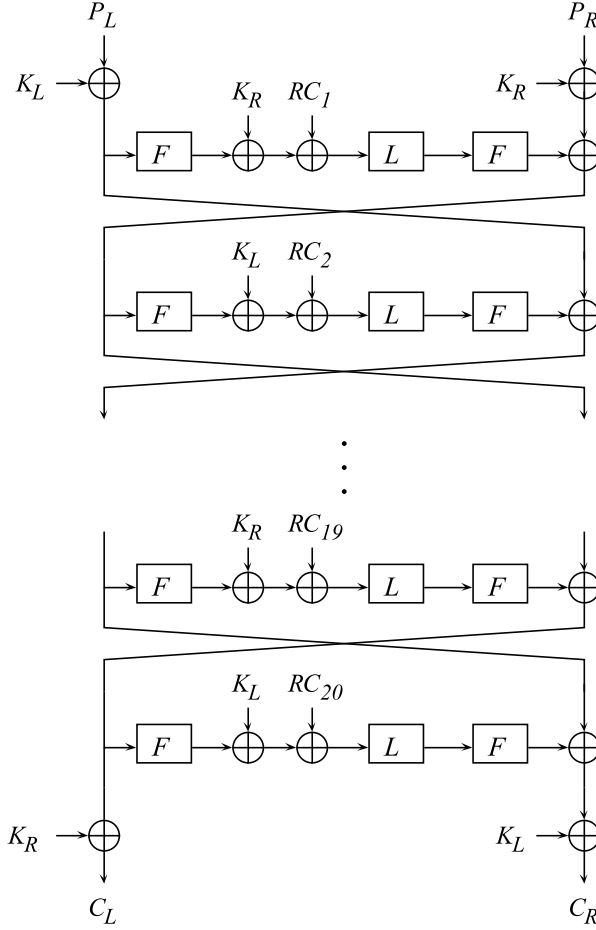 P_L P_R
K_L K_R
K_R RC_1
F L F
K_L RC_2
F L F
K_R RC_19
F L F
K_L RC_20
F L F
K_R K_L
C_L C_R